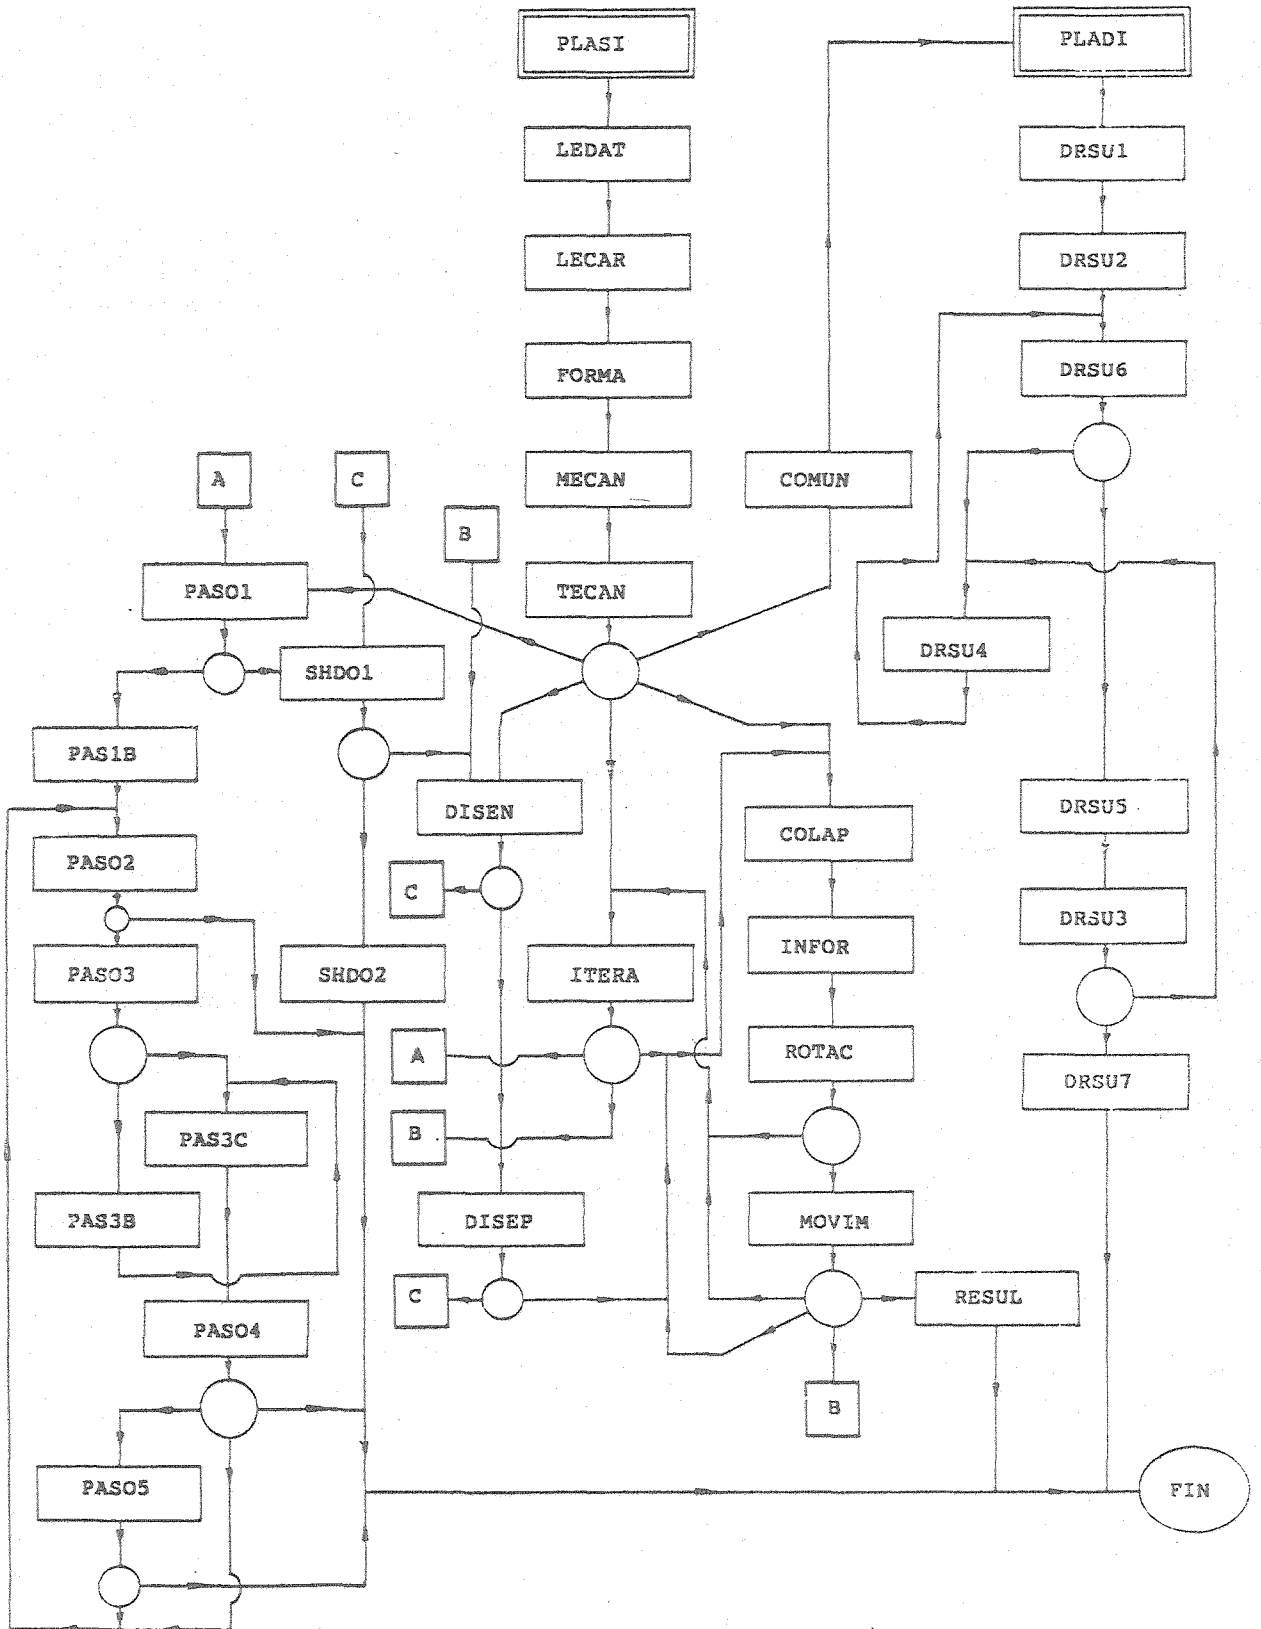 PLASI
PLADI
LEDAT
DRSU1
LECAR
DRSU2
FORMA
DRSU6
A
C
MECAN
COMUN
B
PASO1
TECAN
DRSU4
SHDO1
PAS1B
DISEN
DRSU5
COLAP
PASO2
C
DRSU3
PASO3
SHDO2
ITERA
INFOR
A
ROTAC
DRSU7
B
PAS3C
PAS3B
DISEP
MOVIM
C
RESUL
PASO4
B
PASO5
FIN